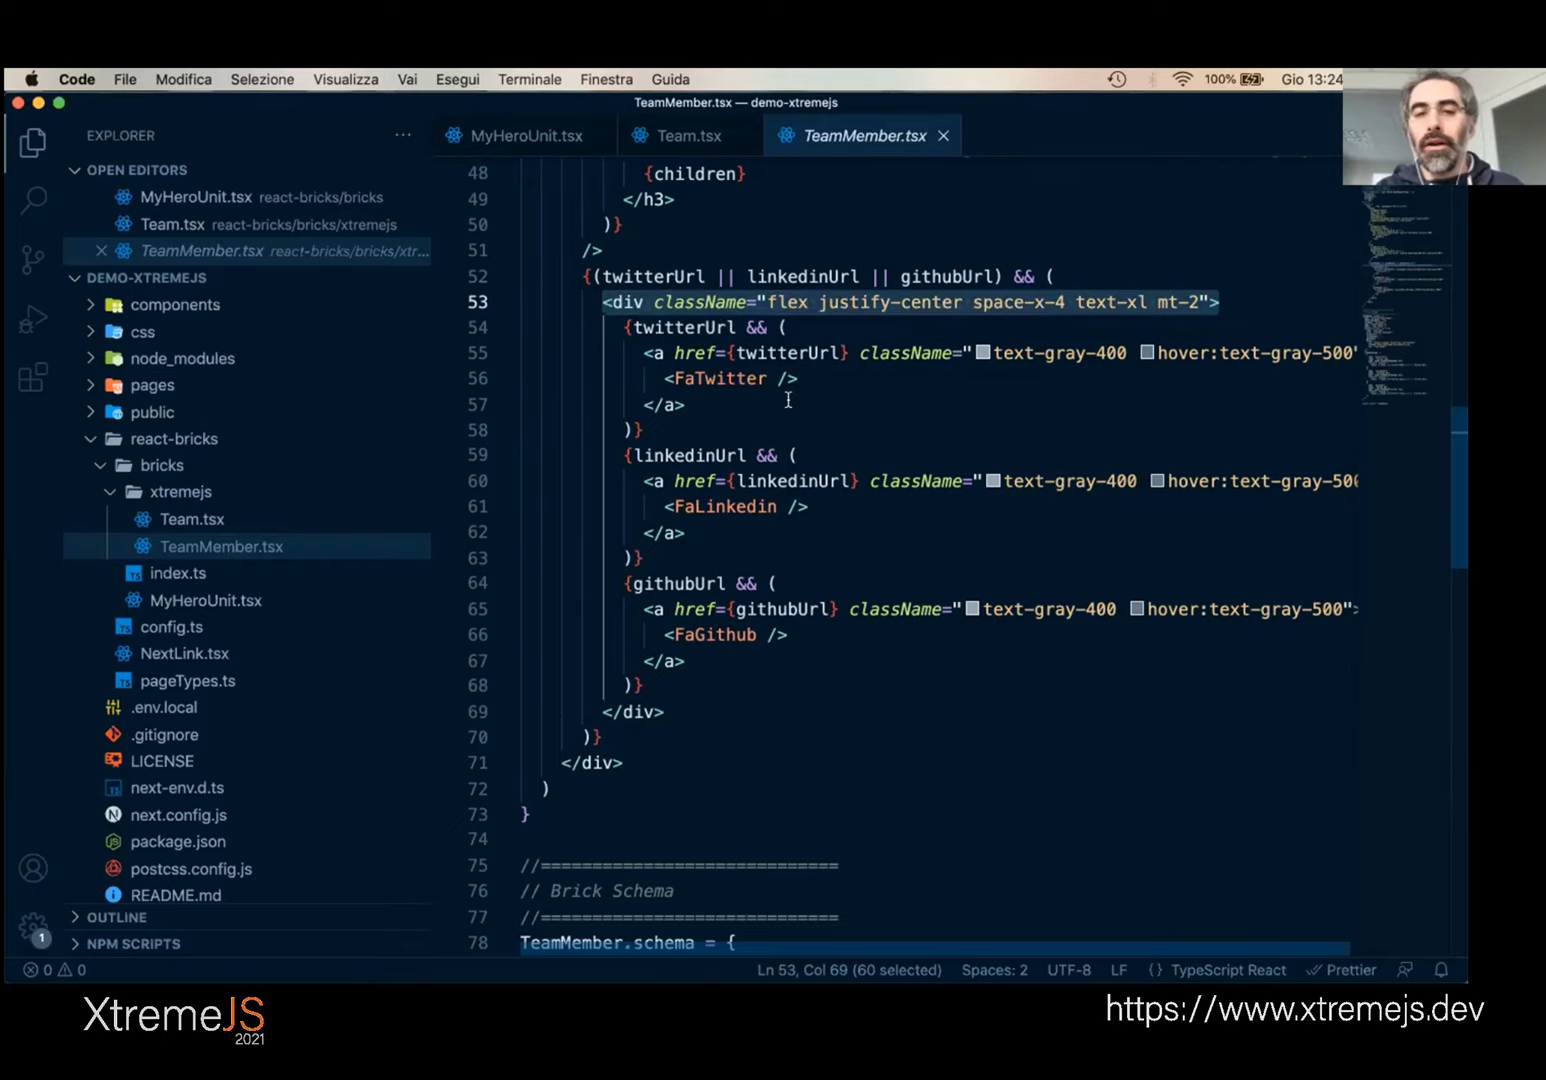 Code File Modifica Selezione Visualizza Vai Esegui Terminale Finestra Guida 100% Gio 13:24
TeamMember.tsx — demo-xtremejs
EXPLORER ...
MyHeroUnit.tsx Team.tsx TeamMember.tsx
OPEN EDITORS
MyHeroUnit.tsx react-bricks/bricks
Team.tsx react-bricks/bricks/xtremejs
TeamMember.tsx react-bricks/bricks/xtr...
DEMO-XTREMEJS
components
css
node_modules
pages
public
react-bricks
bricks
xtremejs
Team.tsx
TeamMember.tsx
TS index.ts
MyHeroUnit.tsx
TS config.ts
NextLink.tsx
TS pageTypes.ts
.env.local
.gitignore
LICENSE
TS next-env.d.ts
N next.config.js
package.json
postcss.config.js
README.md
OUTLINE
NPM SCRIPTS
1
48 {children}
49 </h3>
50 )}
51 />
52 {(twitterUrl || linkedinUrl || githubUrl) && (
53 <div className="flex justify-center space-x-4 text-xl mt-2">
54 {twitterUrl && (
55 <a href={twitterUrl} className="text-gray-400 hover:text-gray-500"
56 <FaTwitter />
57 </a>
58 )}
59 {linkedinUrl && (
60 <a href={linkedinUrl} className="text-gray-400 hover:text-gray-500
61 <FaLinkedin />
62 </a>
63 )}
64 {githubUrl && (
65 <a href={githubUrl} className="text-gray-400 hover:text-gray-500">
66 <FaGithub />
67 </a>
68 )}
69 </div>
70 )}
71 </div>
72 )
73 }
74
75 //=============================
76 // Brick Schema
77 //=============================
78 TeamMember.schema = {
0 0 Ln 53, Col 69 (60 selected) Spaces: 2 UTF-8 LF {} TypeScript React Prettier
XtremeJS
2021
https://www.xtremejs.dev